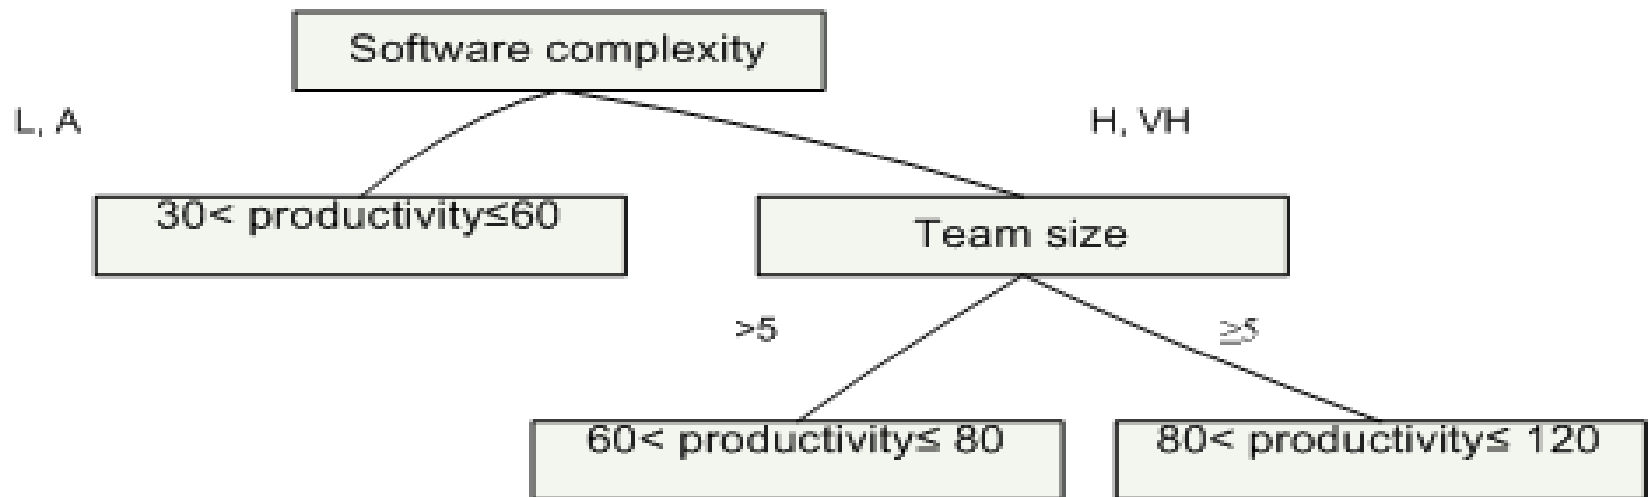 Software complexity
L, A
H, VH
30< productivity≤60
Team size
>5
≥5
60< productivity≤ 80
80< productivity≤ 120